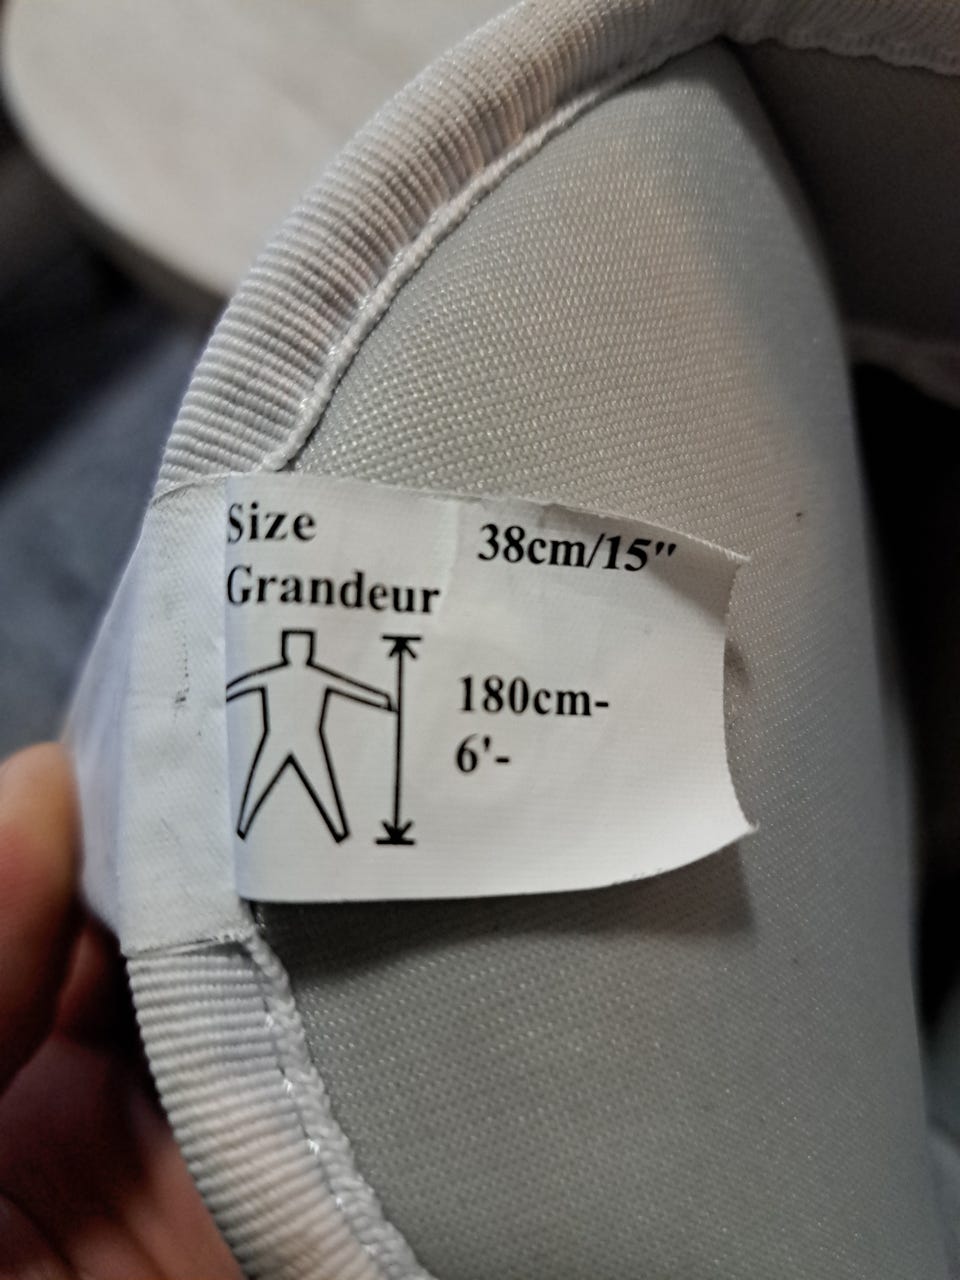 Size
Grandeur
38cm/15"
180cm-
6'-